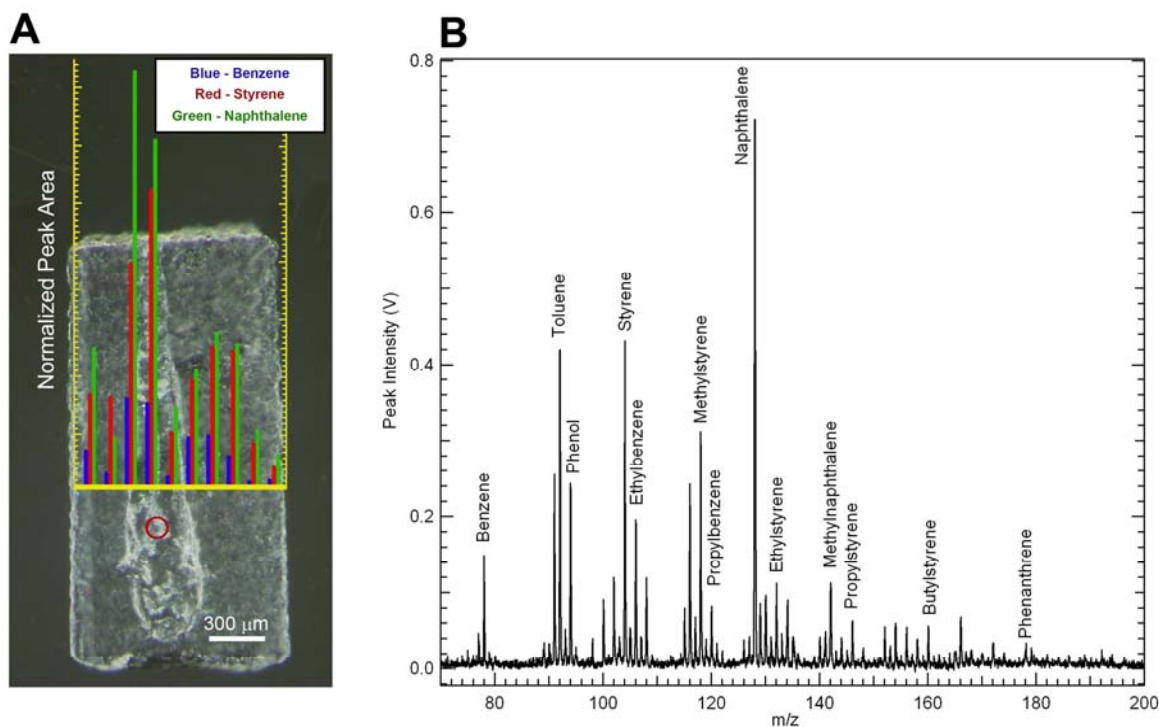 A
Blue - Benzene
Red - Styrene
Green - Naphthalene
Normalized Peak Area
300 μm
B
Peak Intensity (V)
0.8
0.6
0.4
0.2
0.0
Benzene
Toluene
Phenol
Styrene
Ethylbenzene
Methylstyrene
Propylbenzene
Naphthalene
Ethylstyrene
Methylnaphthalene
Propylstyrene
Butylstyrene
Phenanthrene
80 100 120 140 160 180 200
m/z